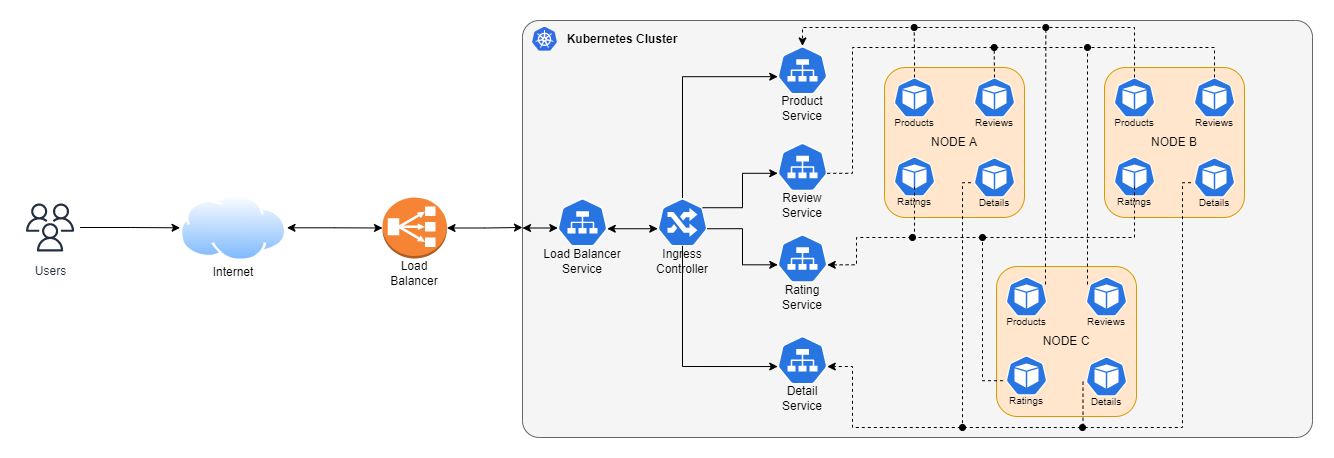 Kubernetes Cluster
Users
Internet
Load
Balancer
Load Balancer
Service
Ingress
Controller
Product
Service
Review
Service
Rating
Service
Detail
Service
Products
Reviews
NODE A
Ratings
Details
Products
Reviews
NODE B
Ratings
Details
Products
Reviews
NODE C
Ratings
Details